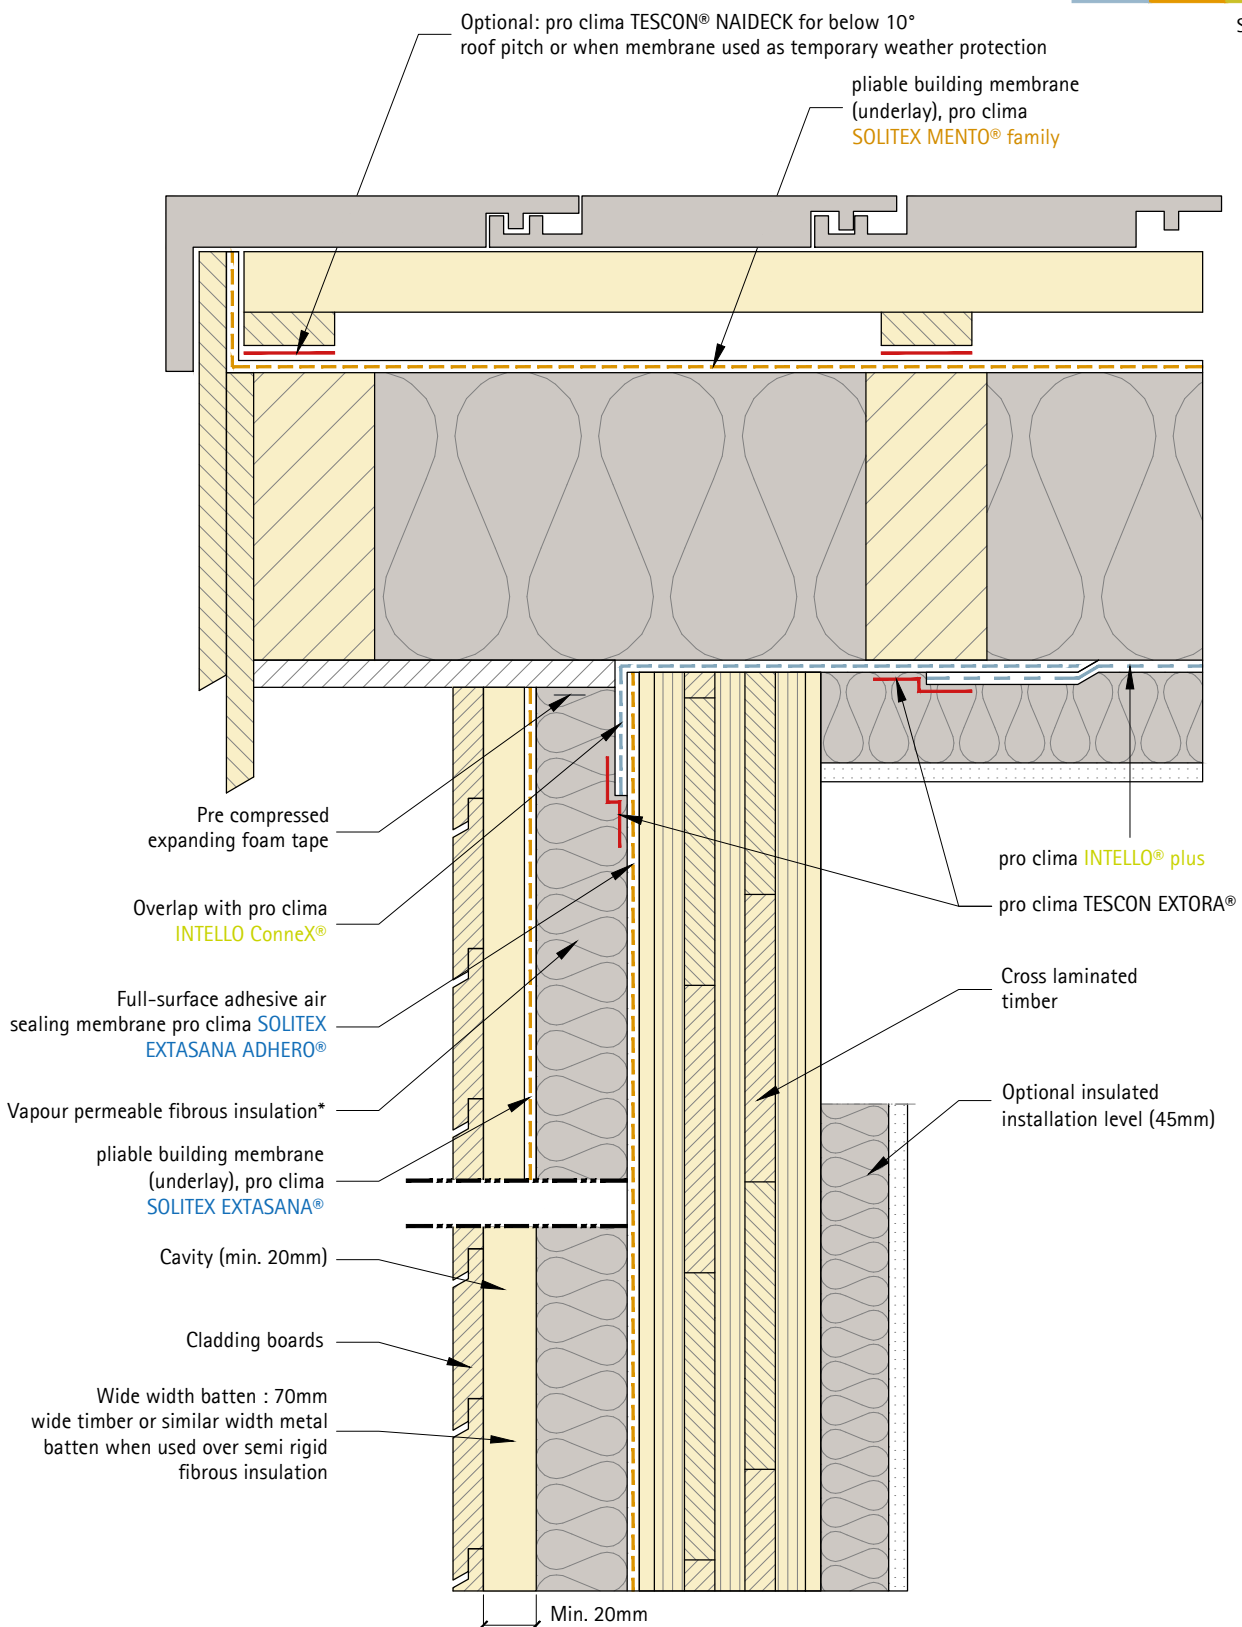 S
Optional: pro clima TESCON® NAIDECK for below 10°
roof pitch or when membrane used as temporary weather protection
pliable building membrane
(underlay), pro clima
SOLITEX MENTO® family
Pre compressed
expanding foam tape
Overlap with pro clima
INTELLO ConneX®
Full-surface adhesive air
sealing membrane pro clima SOLITEX
EXTASANA ADHERO®
Vapour permeable fibrous insulation*
pliable building membrane
(underlay), pro clima
SOLITEX EXTASANA®
Cavity (min. 20mm)
Cladding boards
Wide width batten : 70mm
wide timber or similar width metal
batten when used over semi rigid
fibrous insulation
pro clima INTELLO® plus
pro clima TESCON EXTORA®
Cross laminated
timber
Optional insulated
installation level (45mm)
Min. 20mm